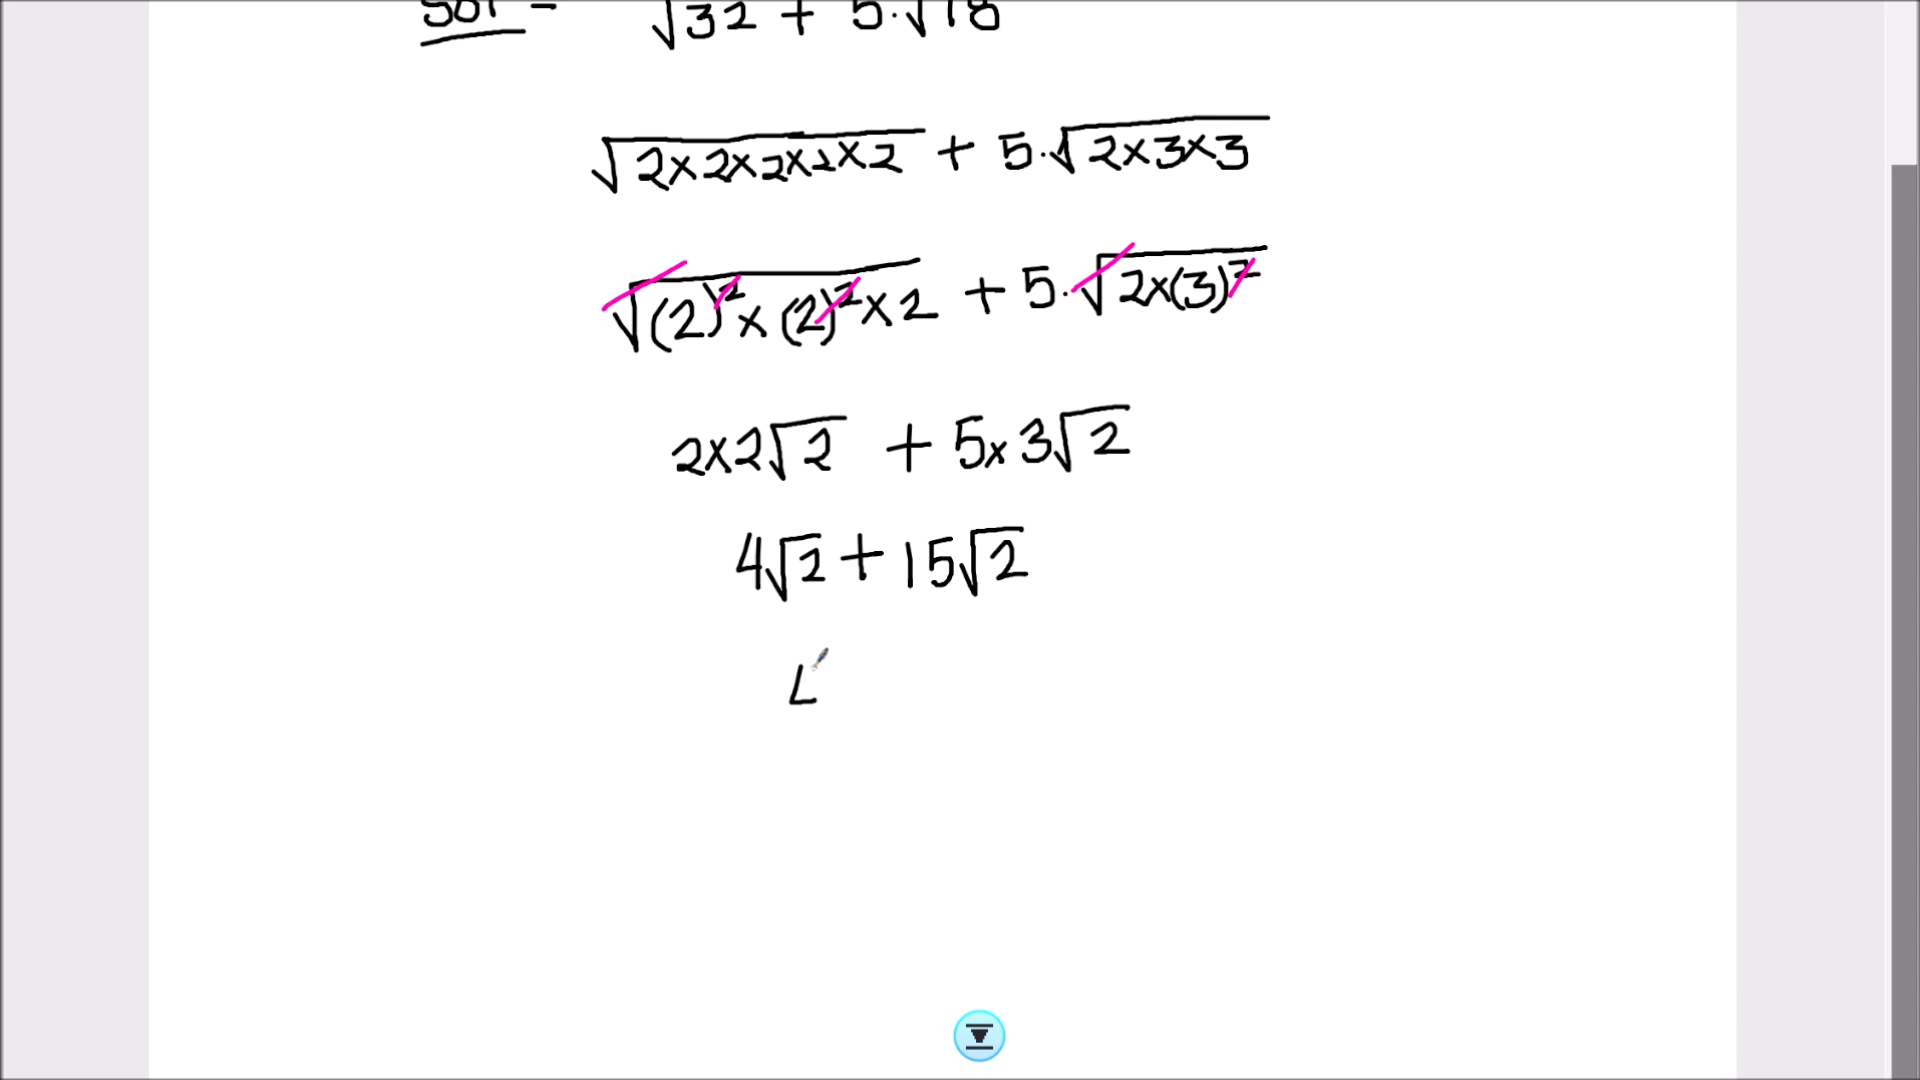 Sol - √32 + 5.√18
√2×2×2×2×2 + 5.√2×3×3
√(2)²×(2)²×2 + 5.√2×(3)²
2×2√2 + 5×3√2
4√2 + 15√2